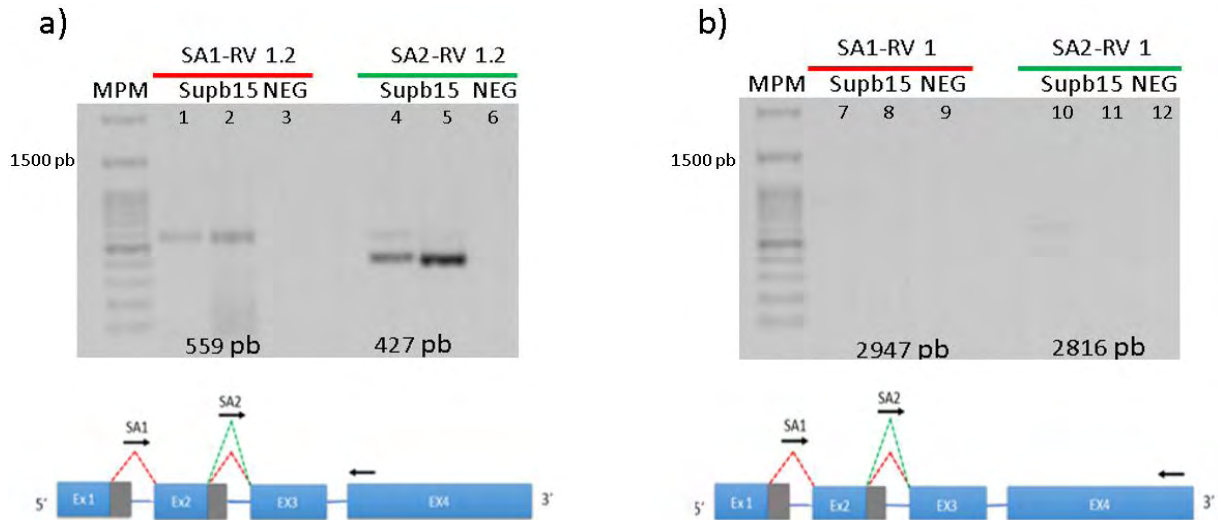 a)
SA1-RV 1.2 SA2-RV 1.2
MPM Supb15 NEG Supb15 NEG
1 2 3 4 5 6
1500 pb
559 pb 427 pb
SA1 SA2
5´ Ex1 Ex2 EX3 EX4 3´
b)
SA1-RV 1 SA2-RV 1
MPM Supb15 NEG Supb15 NEG
7 8 9 10 11 12
1500 pb
2947 pb 2816 pb
SA1 SA2
5´ Ex1 Ex2 EX3 EX4 3´